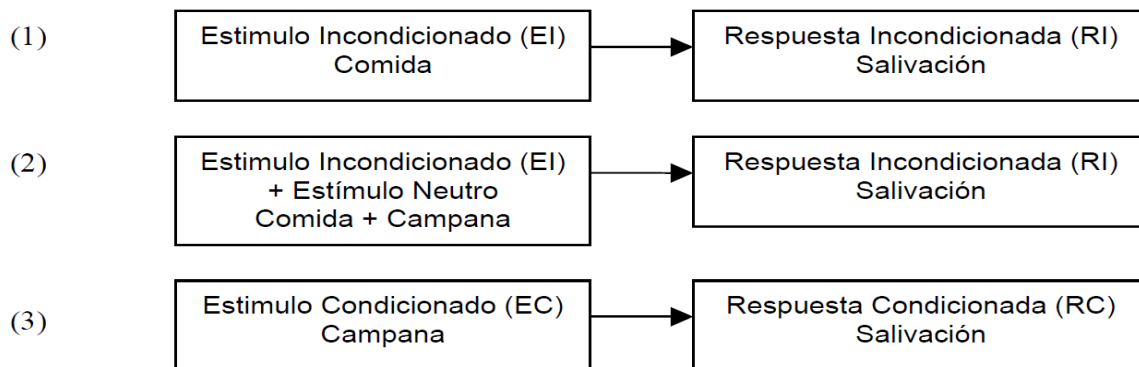 (1)
Estimulo Incondicionado (EI)
Comida
Respuesta Incondicionada (RI)
Salivación
(2)
Estimulo Incondicionado (EI)
+ Estímulo Neutro
Comida + Campana
Respuesta Incondicionada (RI)
Salivación
(3)
Estimulo Condicionado (EC)
Campana
Respuesta Condicionada (RC)
Salivación